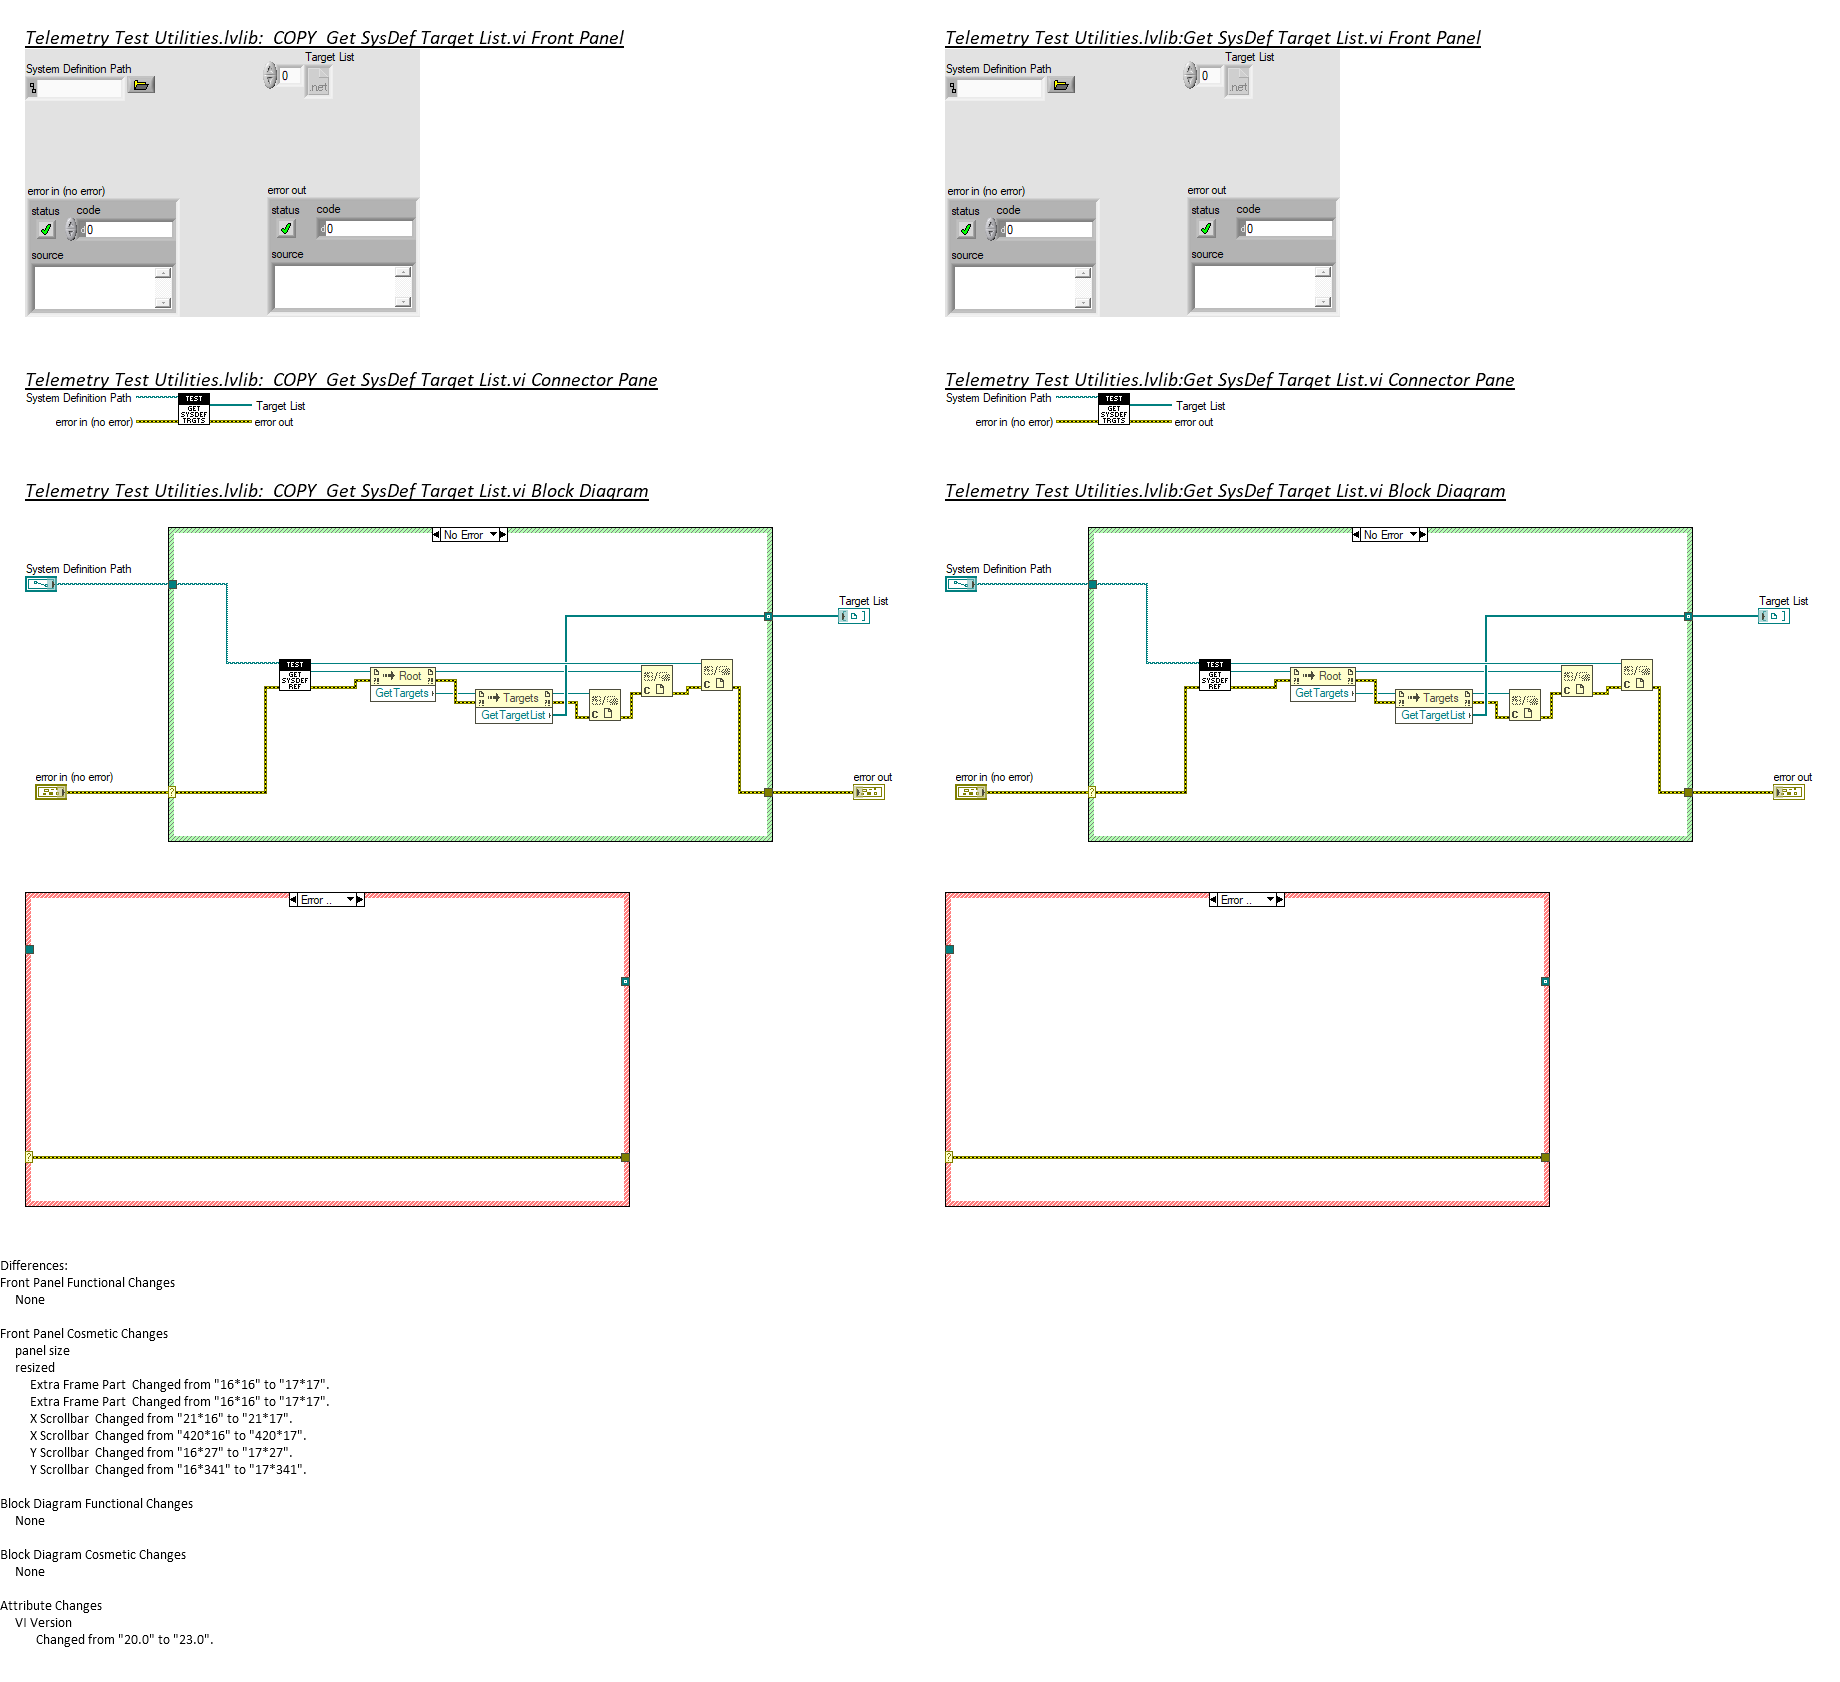 Telemetry Test Utilities.lvlib:  COPY  Get SysDef Target List.vi Front Panel
System Definition Path
Target List
0
.net
error in (no error)
error out
status code
0
source
status code
0
source
Telemetry Test Utilities.lvlib:Get SysDef Target List.vi Front Panel
System Definition Path
Target List
0
.net
error in (no error)
error out
status code
0
source
status code
0
source
Telemetry Test Utilities.lvlib:  COPY  Get SysDef Target List.vi Connector Pane
System Definition Path
TEST
GET
SYSDEF
TRGTS
Target List
error in (no error)
error out
Telemetry Test Utilities.lvlib:Get SysDef Target List.vi Connector Pane
System Definition Path
TEST
GET
SYSDEF
TRGTS
Target List
error in (no error)
error out
Telemetry Test Utilities.lvlib:  COPY  Get SysDef Target List.vi Block Diagram
No Error
System Definition Path
Target List
TEST
GET
SYSDEF
REF
Root
GetTargets
Targets
GetTargetList
C
C
C
error in (no error)
error out
Error ..
Telemetry Test Utilities.lvlib:Get SysDef Target List.vi Block Diagram
No Error
System Definition Path
Target List
TEST
GET
SYSDEF
REF
Root
GetTargets
Targets
GetTargetList
C
C
C
error in (no error)
error out
Error ..
Differences:
Front Panel Functional Changes
None
Front Panel Cosmetic Changes
panel size
resized
Extra Frame Part  Changed from "16*16" to "17*17".
Extra Frame Part  Changed from "16*16" to "17*17".
X Scrollbar  Changed from "21*16" to "21*17".
X Scrollbar  Changed from "420*16" to "420*17".
Y Scrollbar  Changed from "16*27" to "17*27".
Y Scrollbar  Changed from "16*341" to "17*341".
Block Diagram Functional Changes
None
Block Diagram Cosmetic Changes
None
Attribute Changes
VI Version
Changed from "20.0" to "23.0".